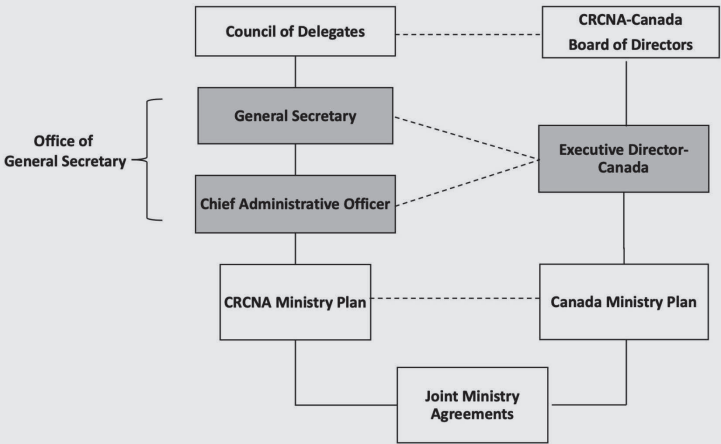 Council of Delegates
CRCNA-Canada
Board of Directors
General Secretary
Office of
General Secretary
Executive Director-
Canada
Chief Administrative Officer
CRCNA Ministry Plan
Canada Ministry Plan
Joint Ministry
Agreements